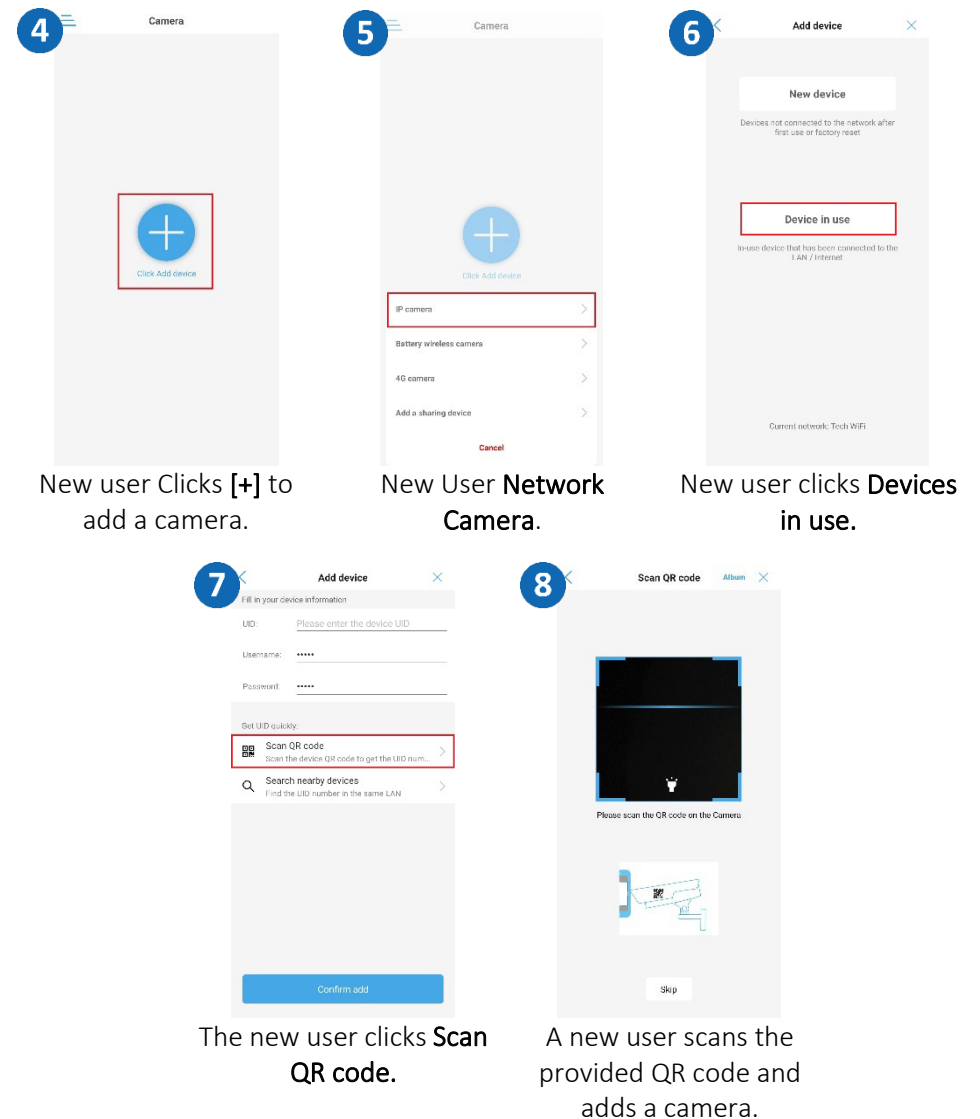 4
Camera
Click Add device
New user Clicks [+] to
add a camera.
5
Camera
Click Add device
IP camera
Battery wireless camera
4G camera
Add a sharing device
Cancel
New User Network
Camera.
6
Add device
New device
Devices not connected to the network after
first use or factory reset
Device in use
In-use device that has been connected to the
LAN / Internet
Current network: Tech WiFi
New user clicks Devices
in use.
7
Add device
Fill in your device information
UID: Please enter the device UID
Username: •••••
Password: •••••
Get UID quickly:
Scan QR code
Scan the device QR code to get the UID num...
Search nearby devices
Find the UID number in the same LAN
Confirm add
The new user clicks Scan
QR code.
8
Scan QR code Album
Please scan the QR code on the Camera
Skip
A new user scans the
provided QR code and
adds a camera.